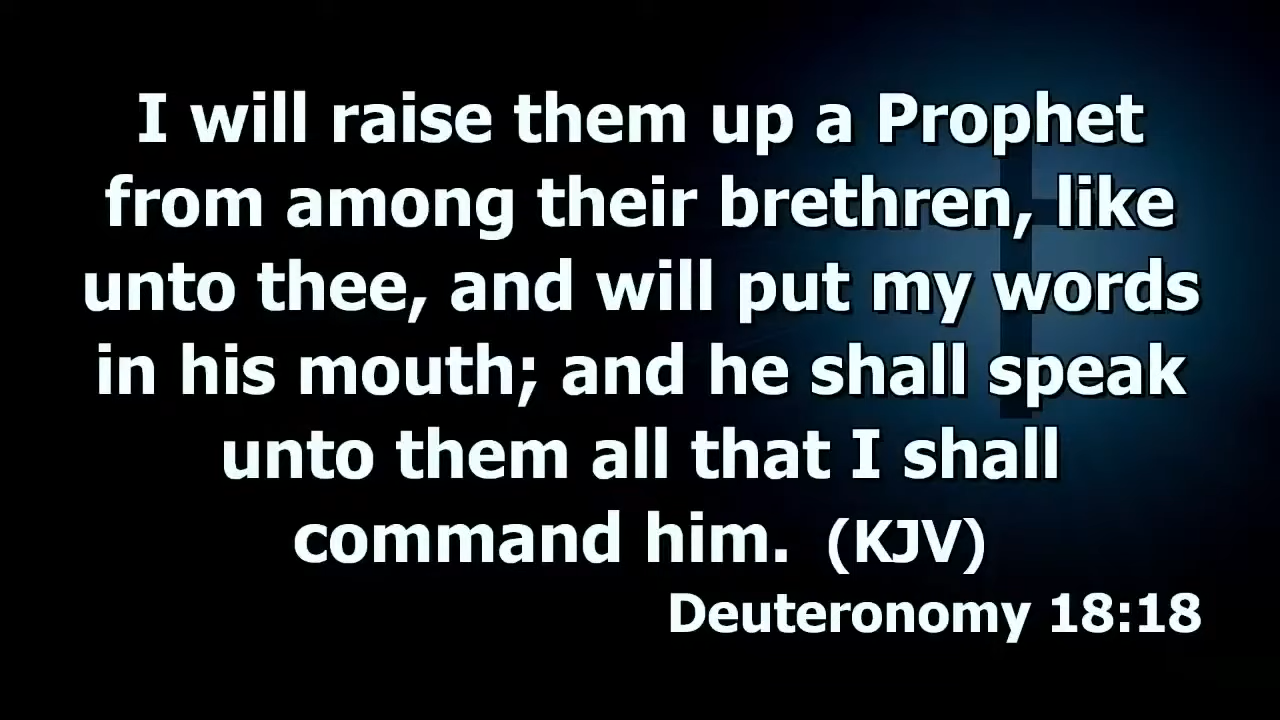 I will raise them up a Prophet
from among their brethren, like
unto thee, and will put my words
in his mouth; and he shall speak
unto them all that I shall
command him. (KJV)
Deuteronomy 18:18